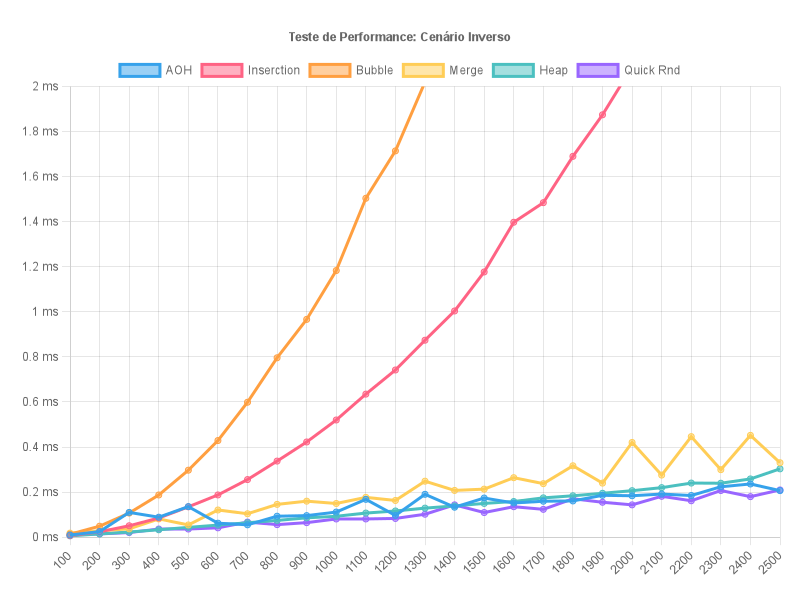 Teste de Performance: Cenário Inverso
AOH Inserction Bubble Merge Heap Quick Rnd
2 ms
1.8 ms
1.6 ms
1.4 ms
1.2 ms
1 ms
0.8 ms
0.6 ms
0.4 ms
0.2 ms
0 ms
100 200 300 400 500 600 700 800 900 1000 1100 1200 1300 1400 1500 1600 1700 1800 1900 2000 2100 2200 2300 2400 2500